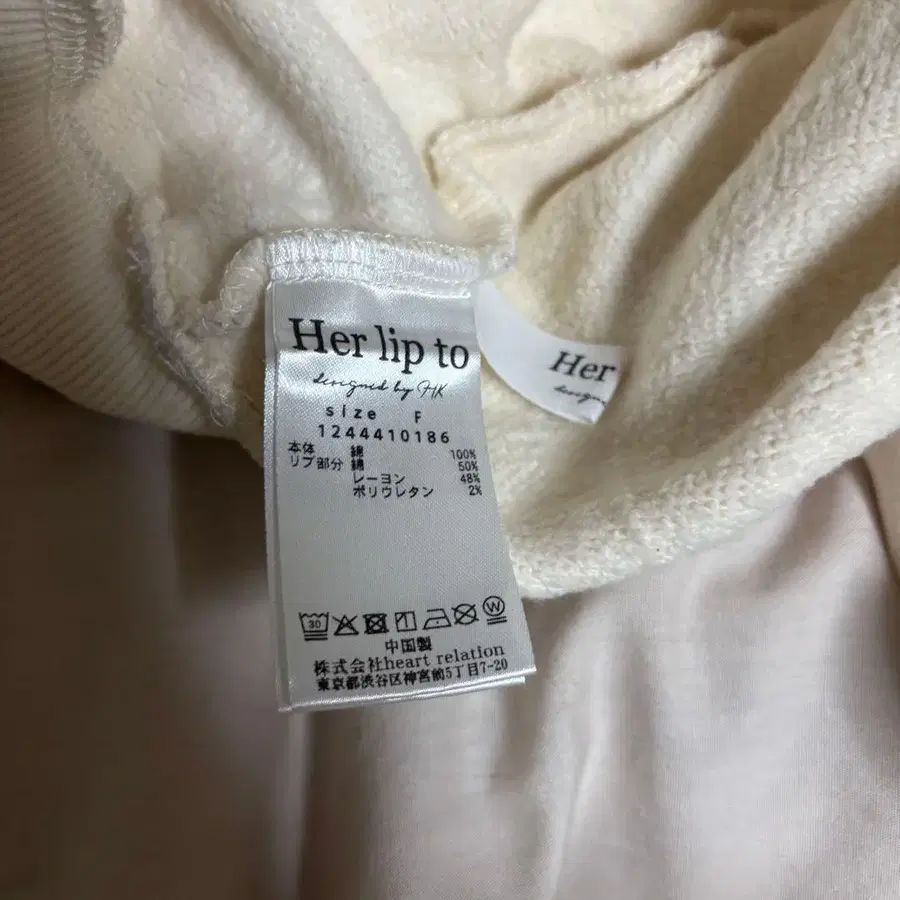 Her lip to
designed by HK
size F
1244410186
本体 綿 100%
リブ部分 綿 50%
レーヨン 48%
ポリウレタン 2%
30 W
中国製
株式会社heart relation
東京都渋谷区神宮前5丁目7-20
Her
design